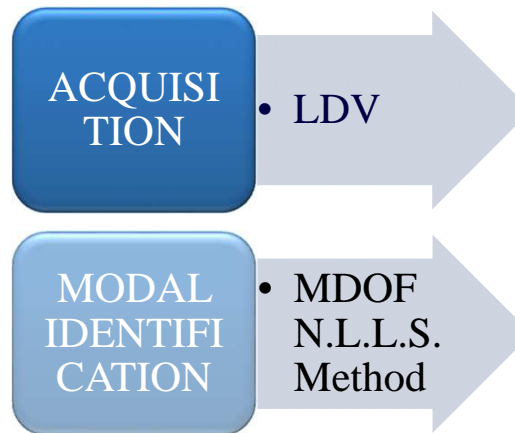 ACQUISI
TION
• LDV
MODAL
IDENTIFI
CATION
• MDOF
N.L.L.S.
Method